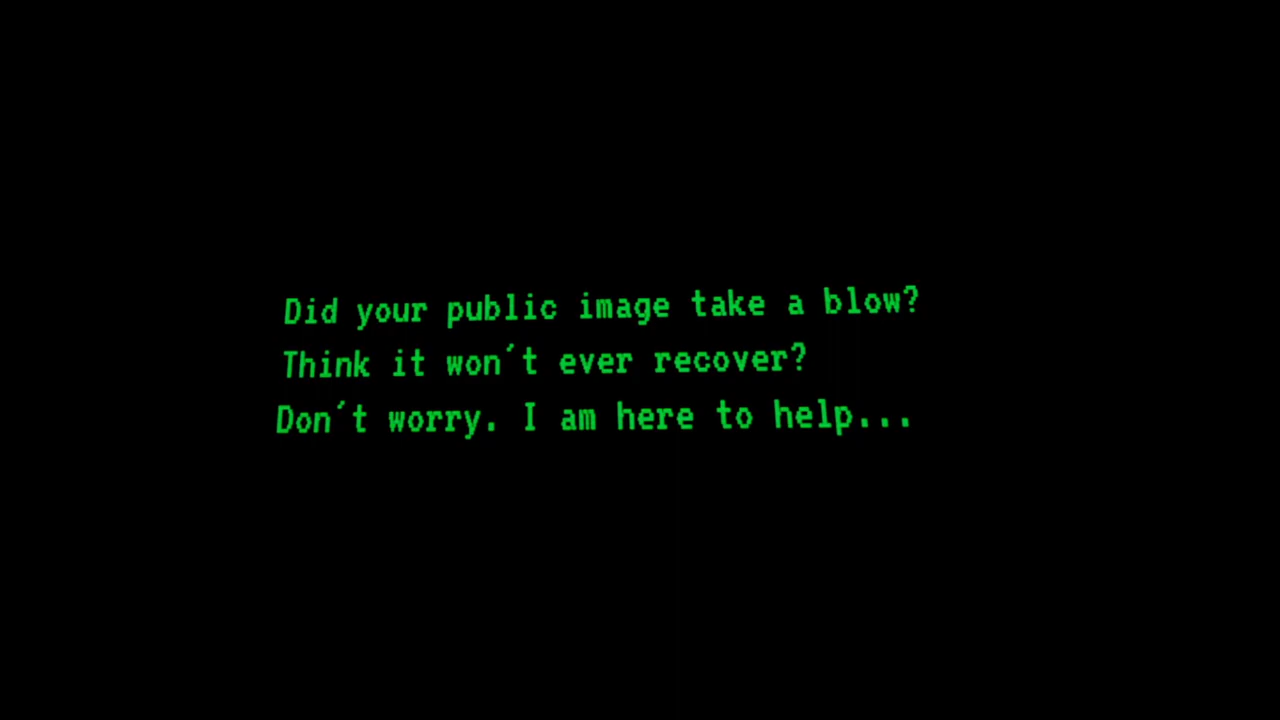 Did your public image take a blow?
Think it won´t ever recover?
Don´t worry. I am here to help...